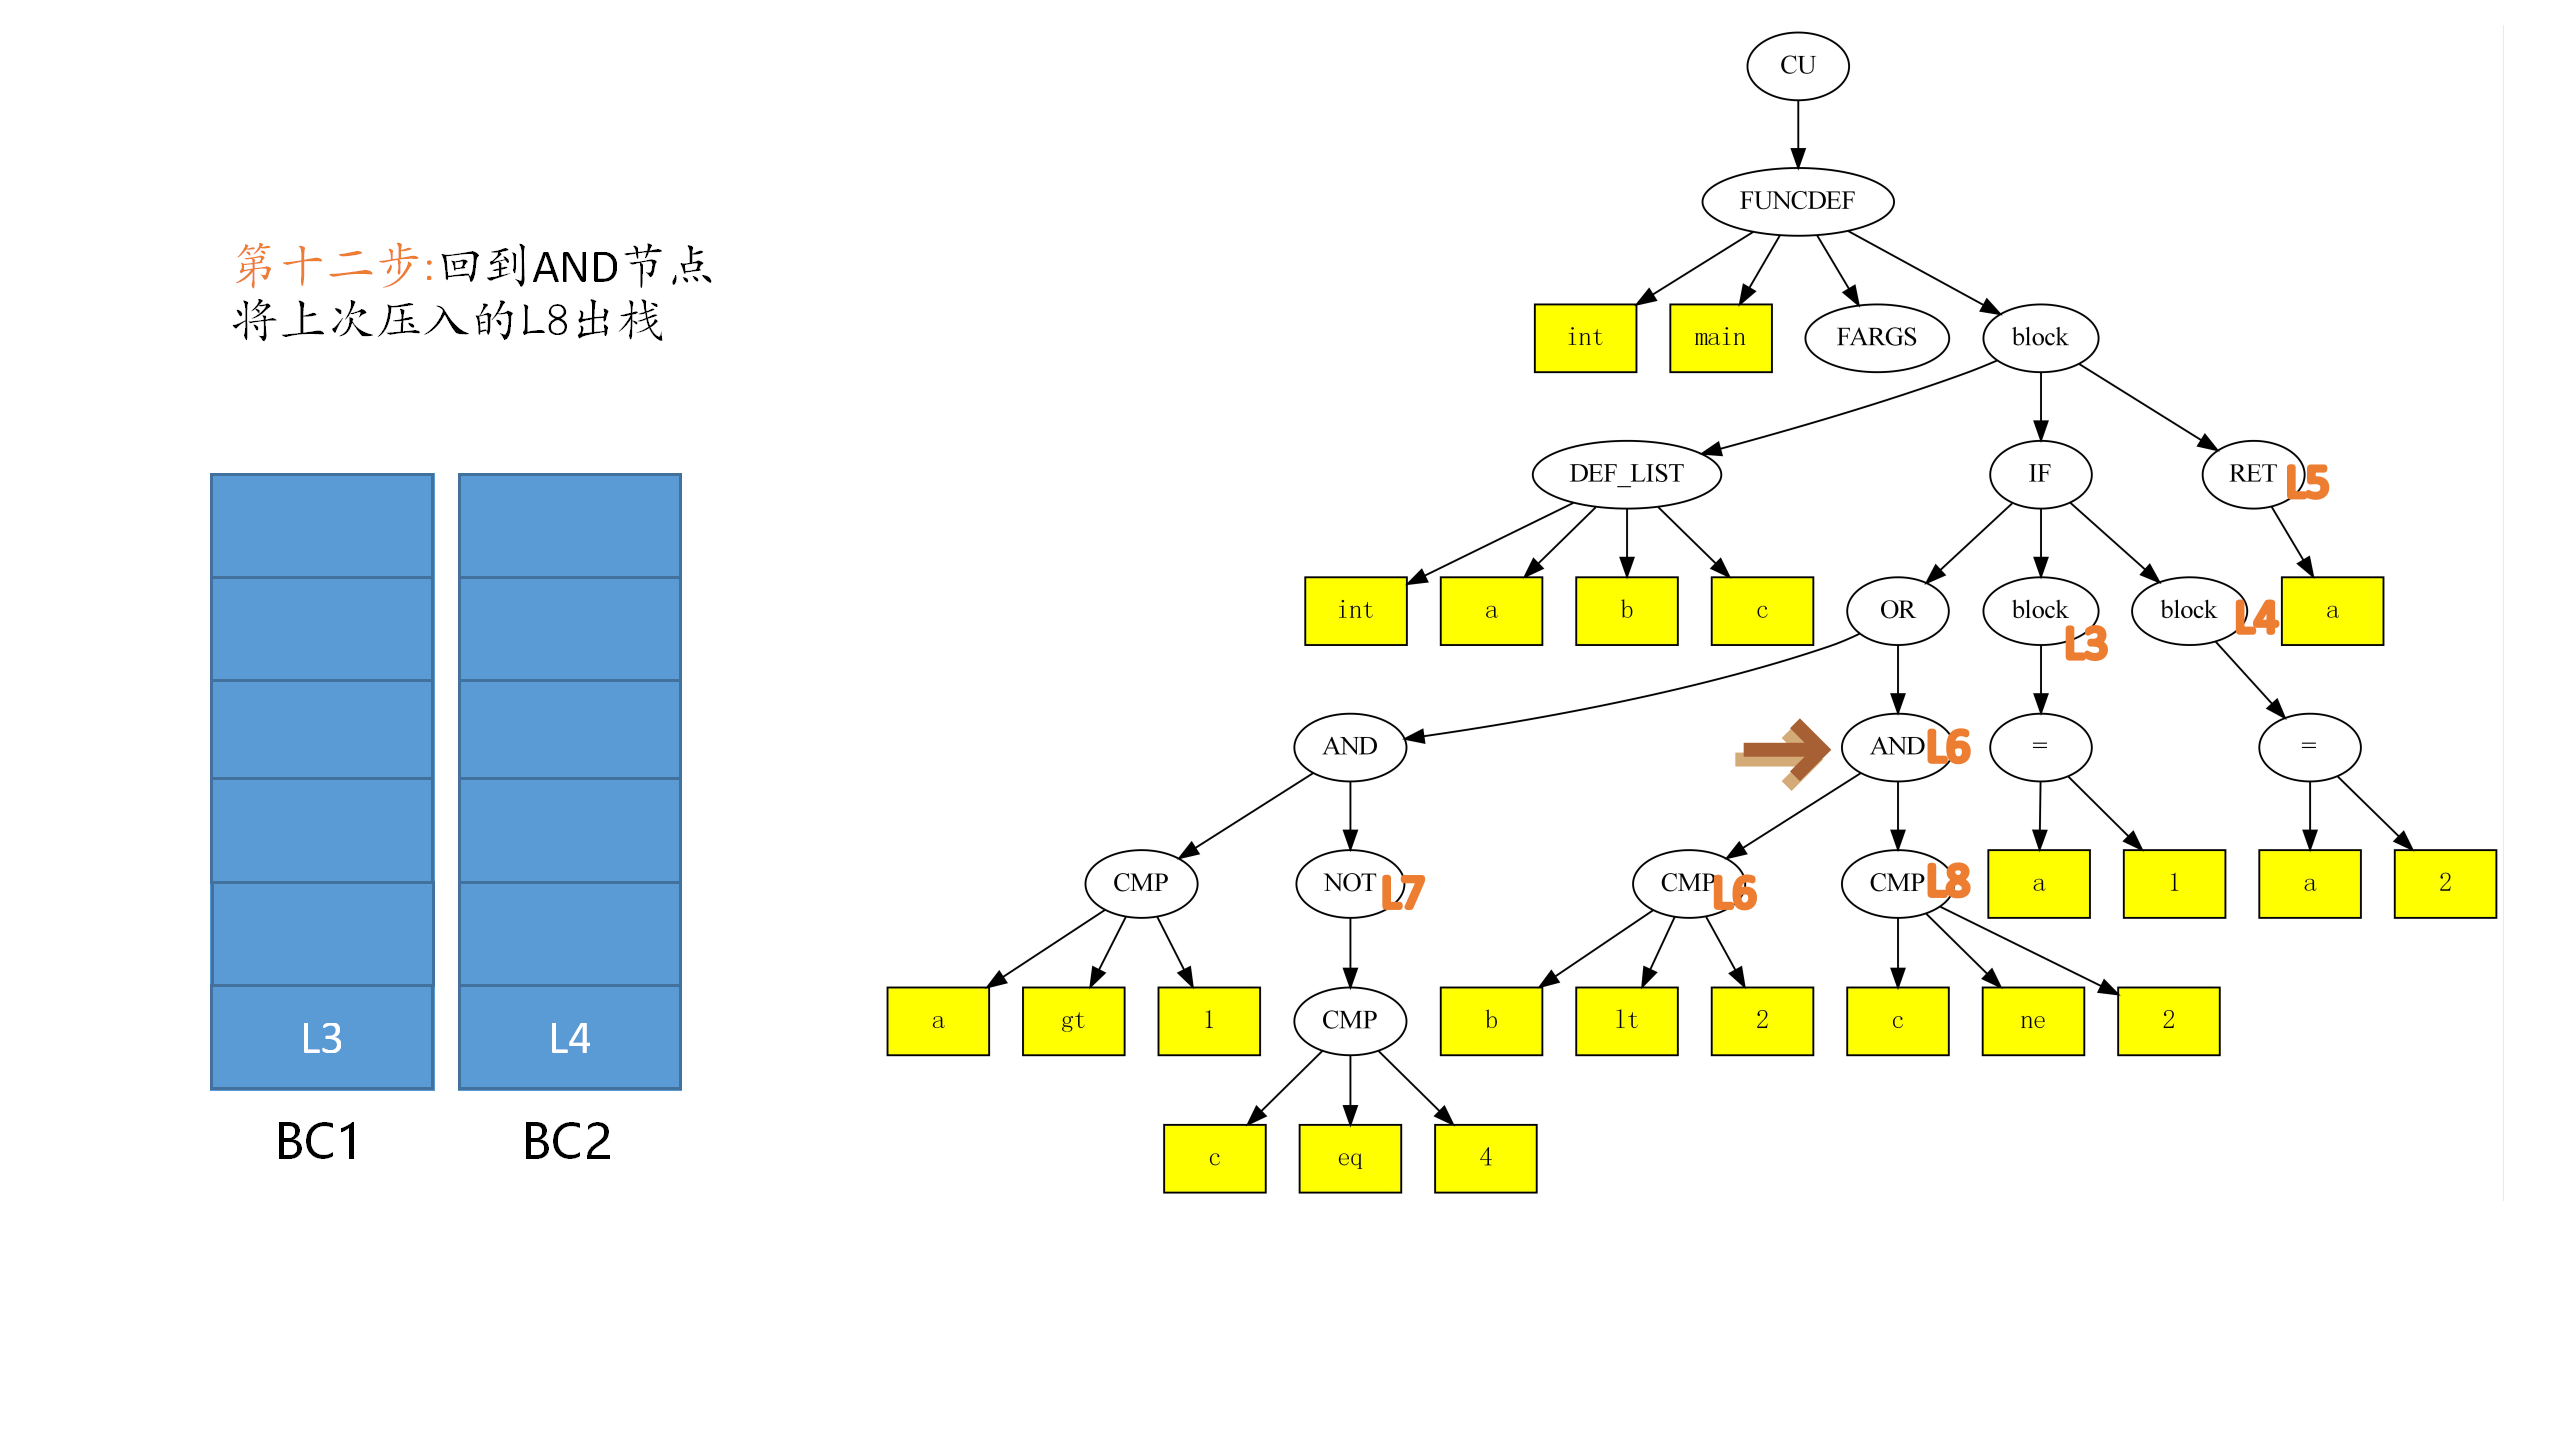 第十二步:回到AND节点
将上次压入的L8出栈
L3
L4
BC1
BC2
CU
FUNCDEF
int
main
FARGS
block
DEF_LIST
IF
RET
L5
int
a
b
c
OR
block
L3
block
L4
a
AND
AND
L6
=
=
CMP
NOT
L7
CMP
L6
CMP
L8
a
1
a
2
a
gt
1
CMP
b
lt
2
c
ne
2
c
eq
4